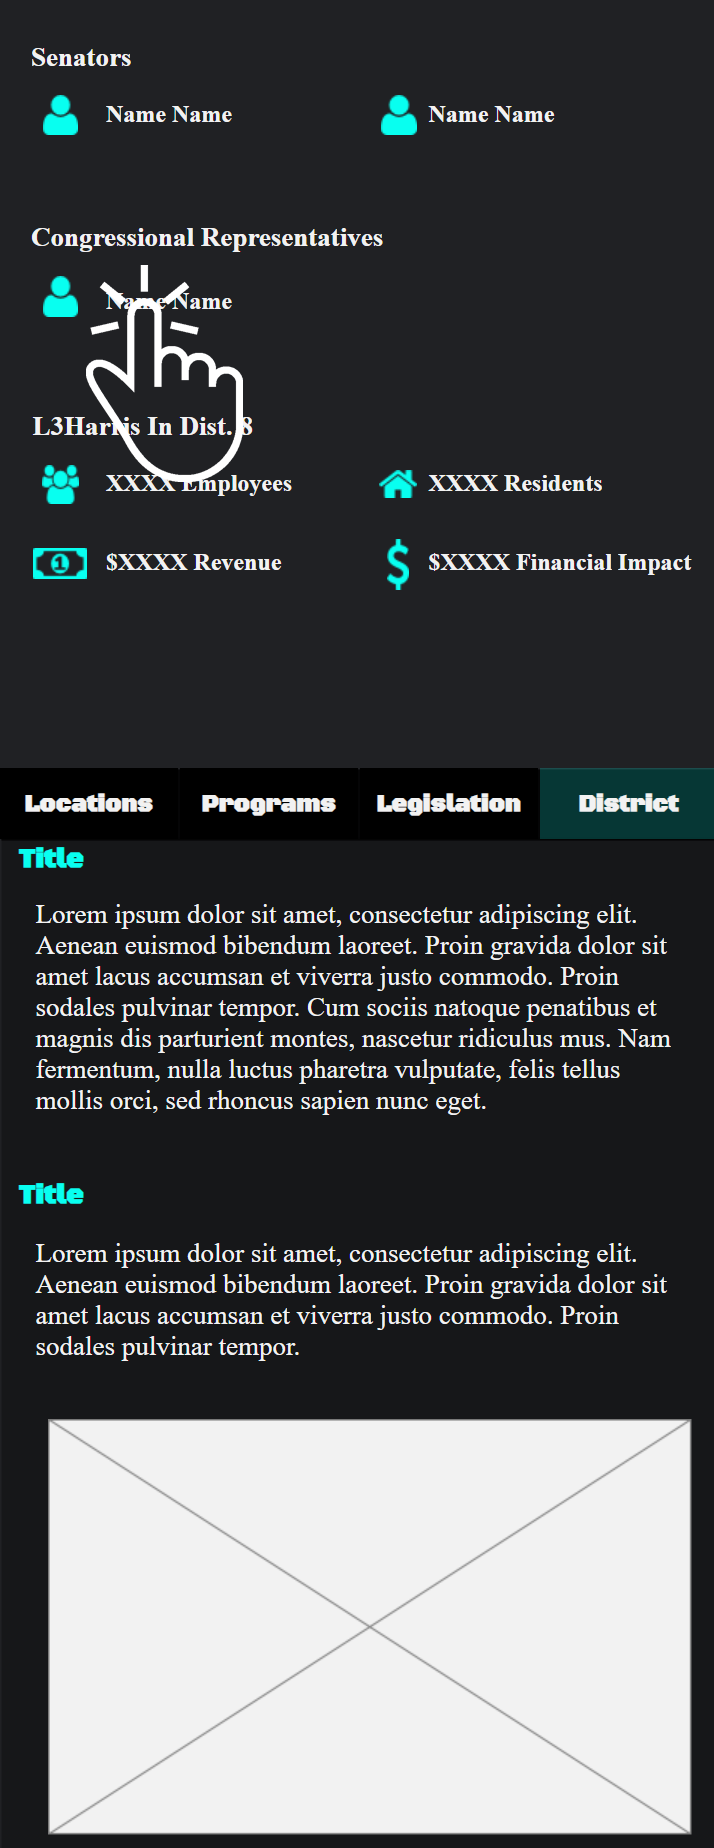 Senators
Name Name
Name Name
Congressional Representatives
Name Name
L3Harris In Dist. 8
XXXX Employees
XXXX Residents
$XXXX Revenue
$XXXX Financial Impact
Locations
Programs
Legislation
District
Title
Lorem ipsum dolor sit amet, consectetur adipiscing elit.
Aenean euismod bibendum laoreet. Proin gravida dolor sit
amet lacus accumsan et viverra justo commodo. Proin
sodales pulvinar tempor. Cum sociis natoque penatibus et
magnis dis parturient montes, nascetur ridiculus mus. Nam
fermentum, nulla luctus pharetra vulputate, felis tellus
mollis orci, sed rhoncus sapien nunc eget.
Title
Lorem ipsum dolor sit amet, consectetur adipiscing elit.
Aenean euismod bibendum laoreet. Proin gravida dolor sit
amet lacus accumsan et viverra justo commodo. Proin
sodales pulvinar tempor.